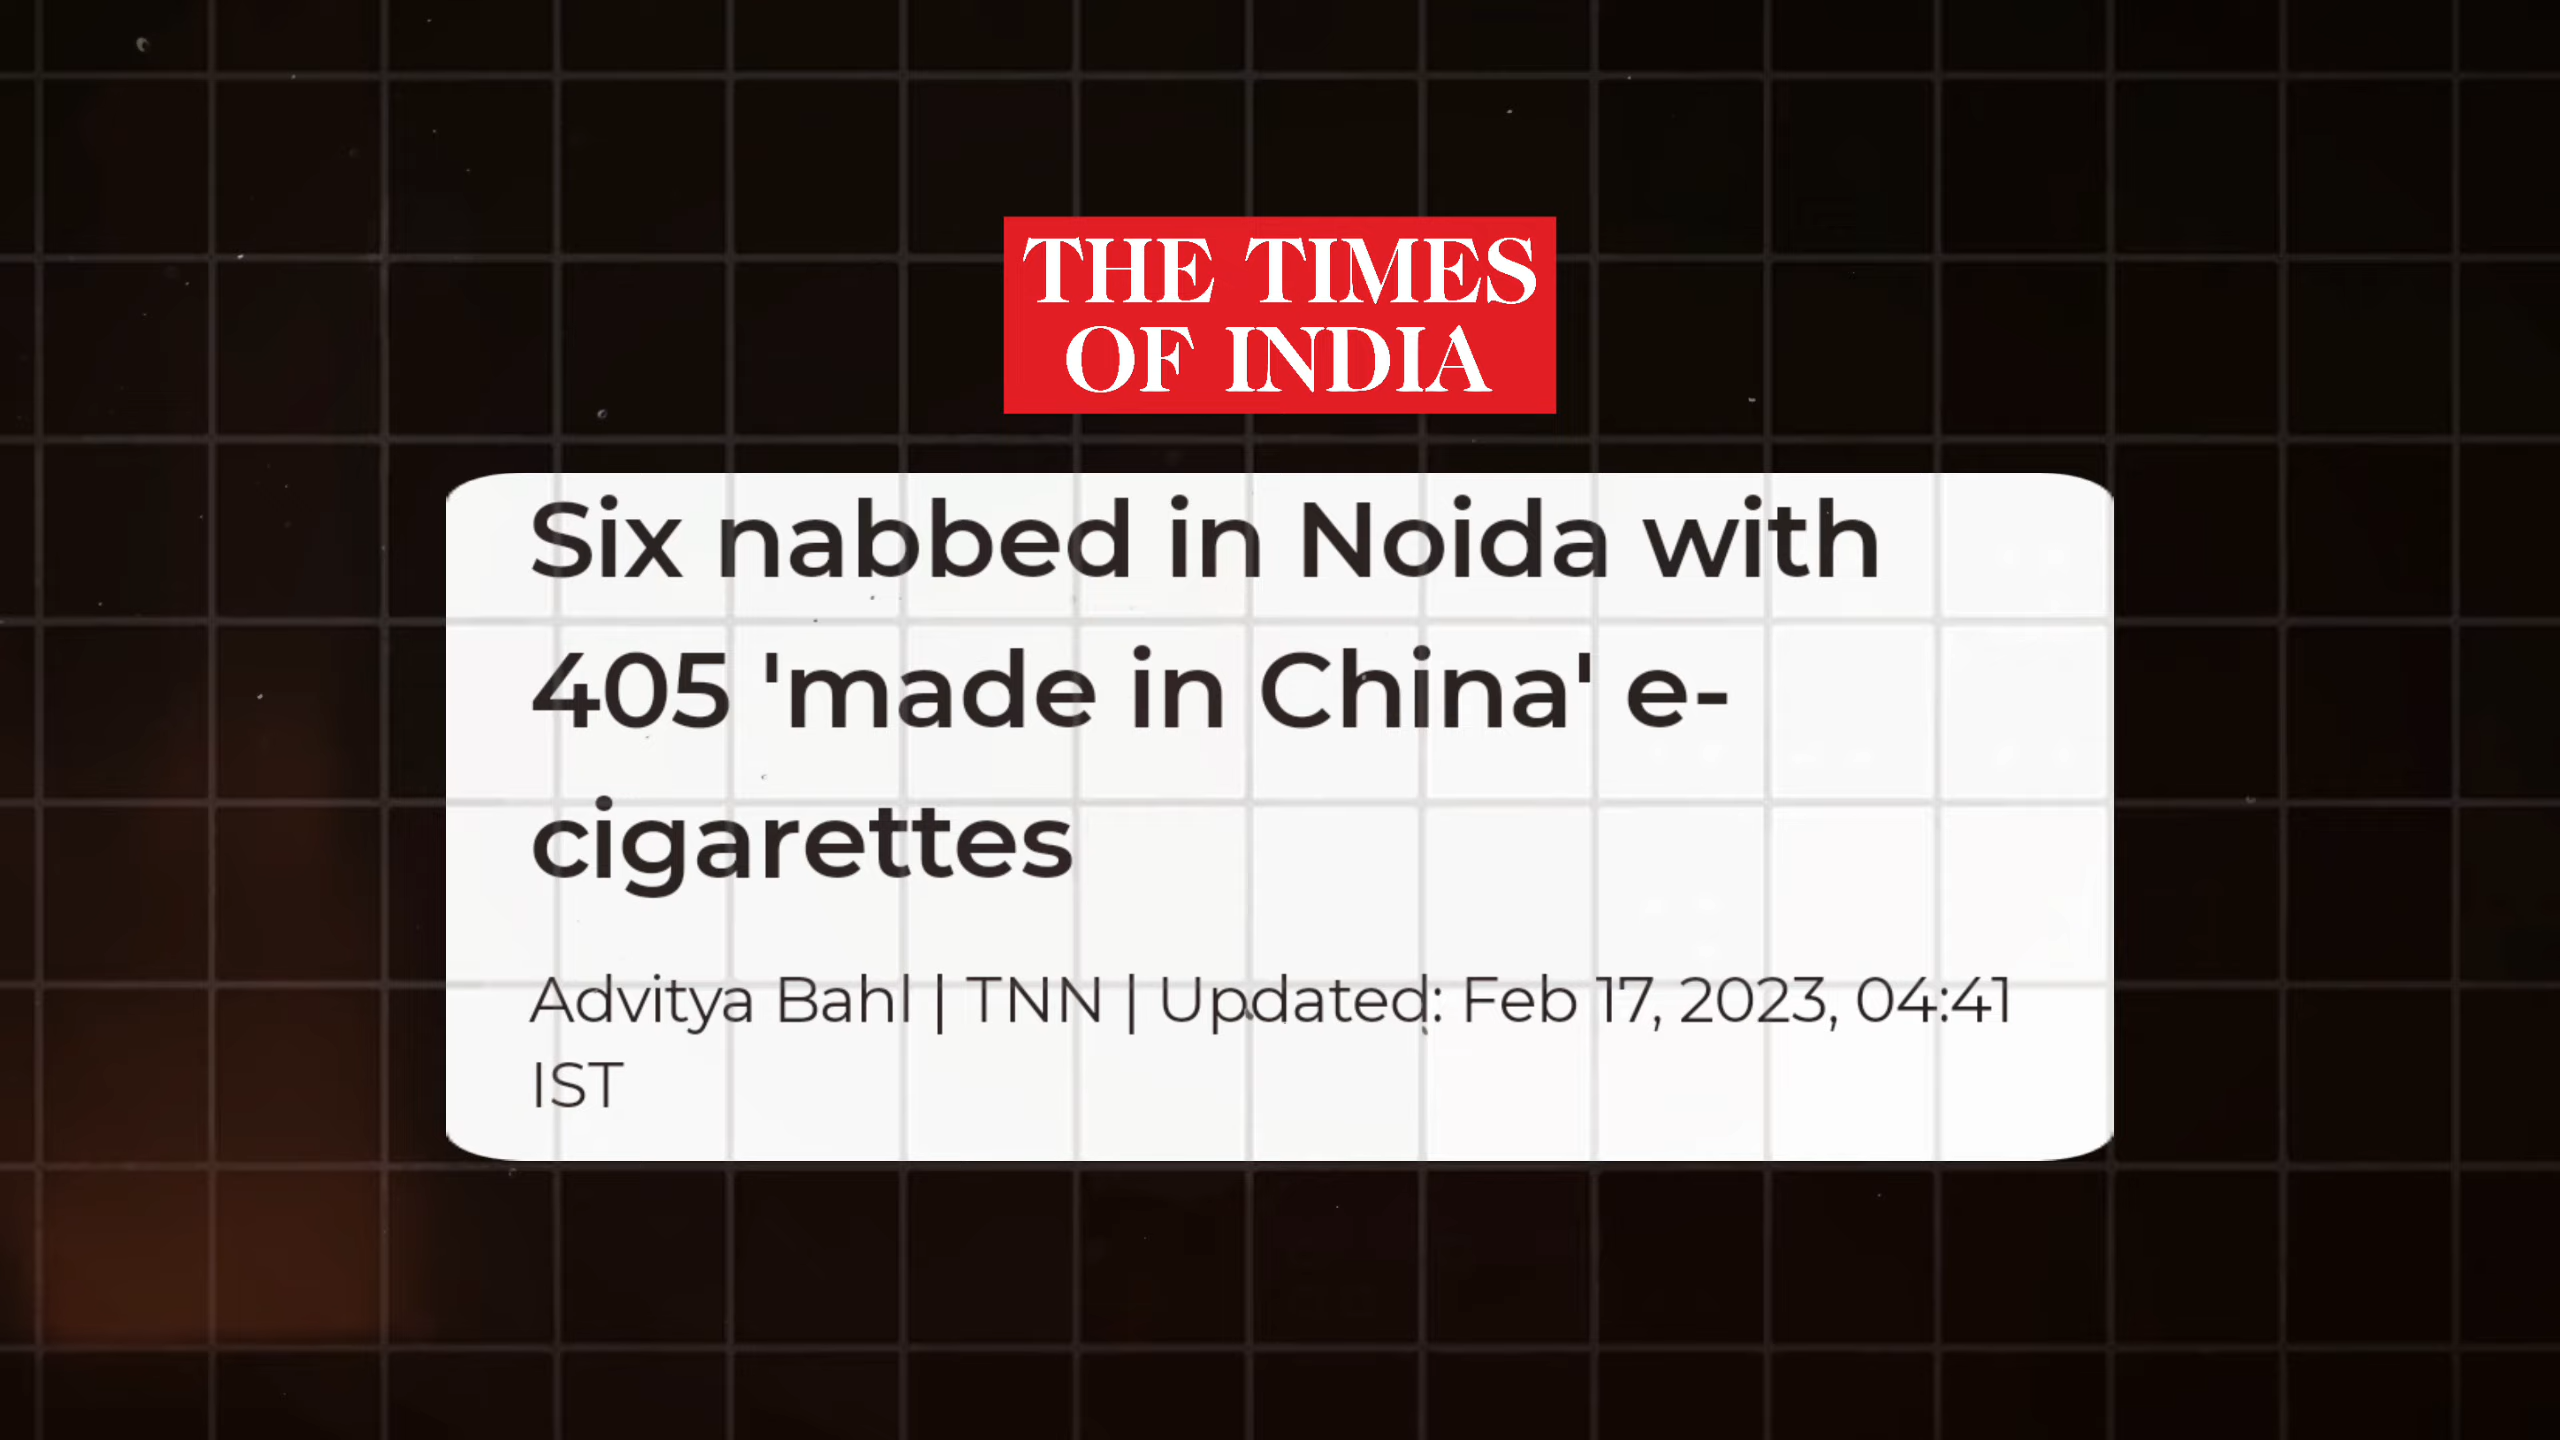 THE TIMES
OF INDIA
Six nabbed in Noida with
405 'made in China' e-
cigarettes
Advitya Bahl | TNN | Updated: Feb 17, 2023, 04:41
IST